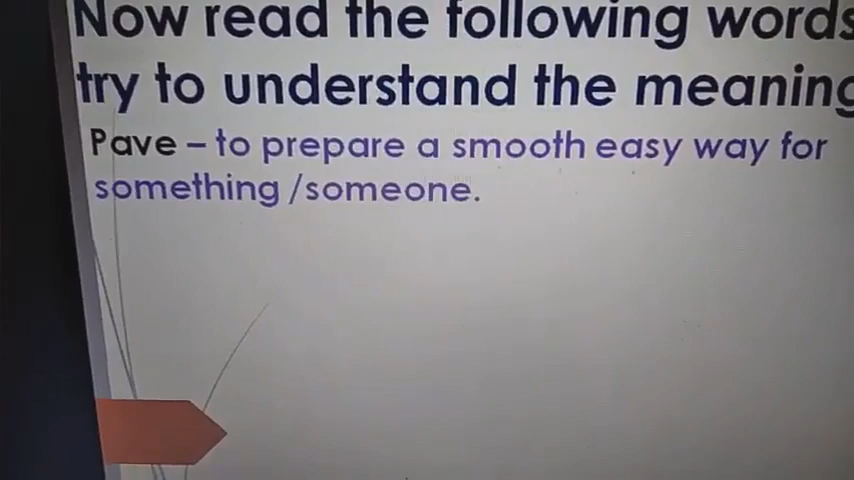 Now read the following words
try to understand the meaning
Pave – to prepare a smooth easy way for
something /someone.